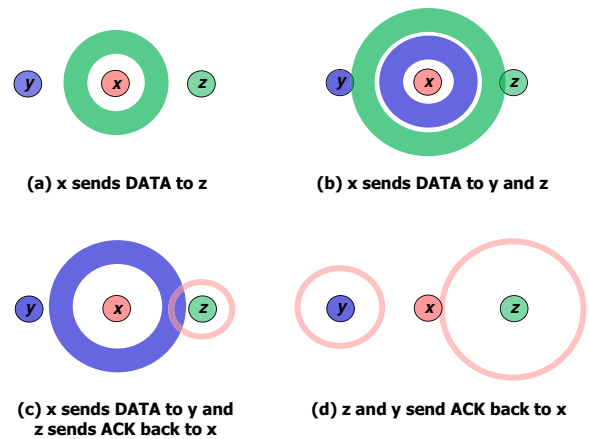 y x z
y x z
(a) x sends DATA to z
(b) x sends DATA to y and z
y x z
y x z
(c) x sends DATA to y and
z sends ACK back to x
(d) z and y send ACK back to x